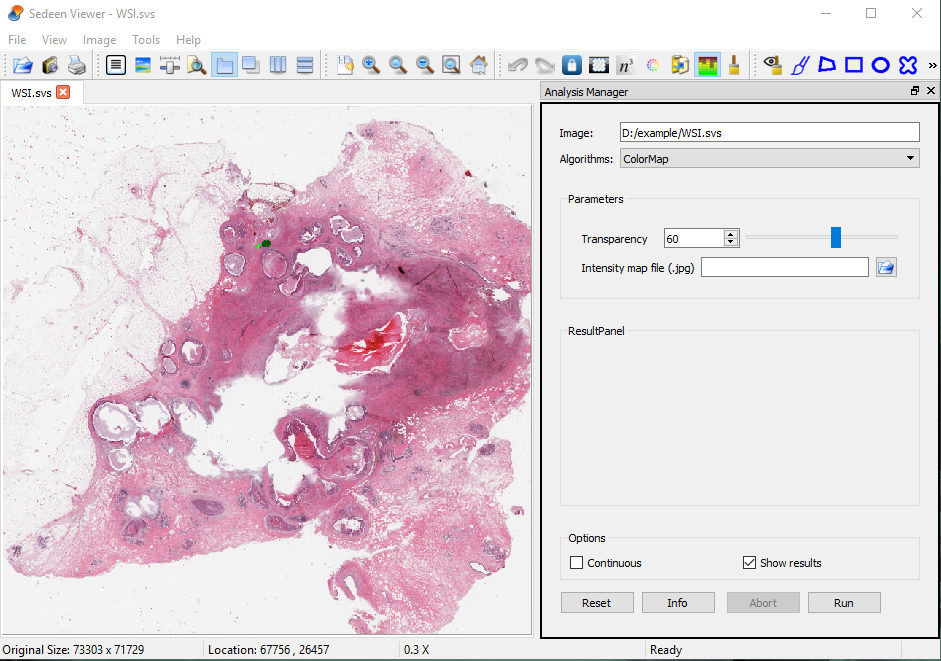 Sedeen Viewer - WSI.svs
File View Image Tools Help
n³ »
WSI.svs
Analysis Manager
Image: D:/example/WSI.svs
Algorithms: ColorMap
Parameters
Transparency 60
Intensity map file (.jpg)
ResultPanel
Options
Continuous Show results
Reset Info Abort Run
Original Size: 73303 x 71729 Location: 67756 , 26457 0.3 X Ready